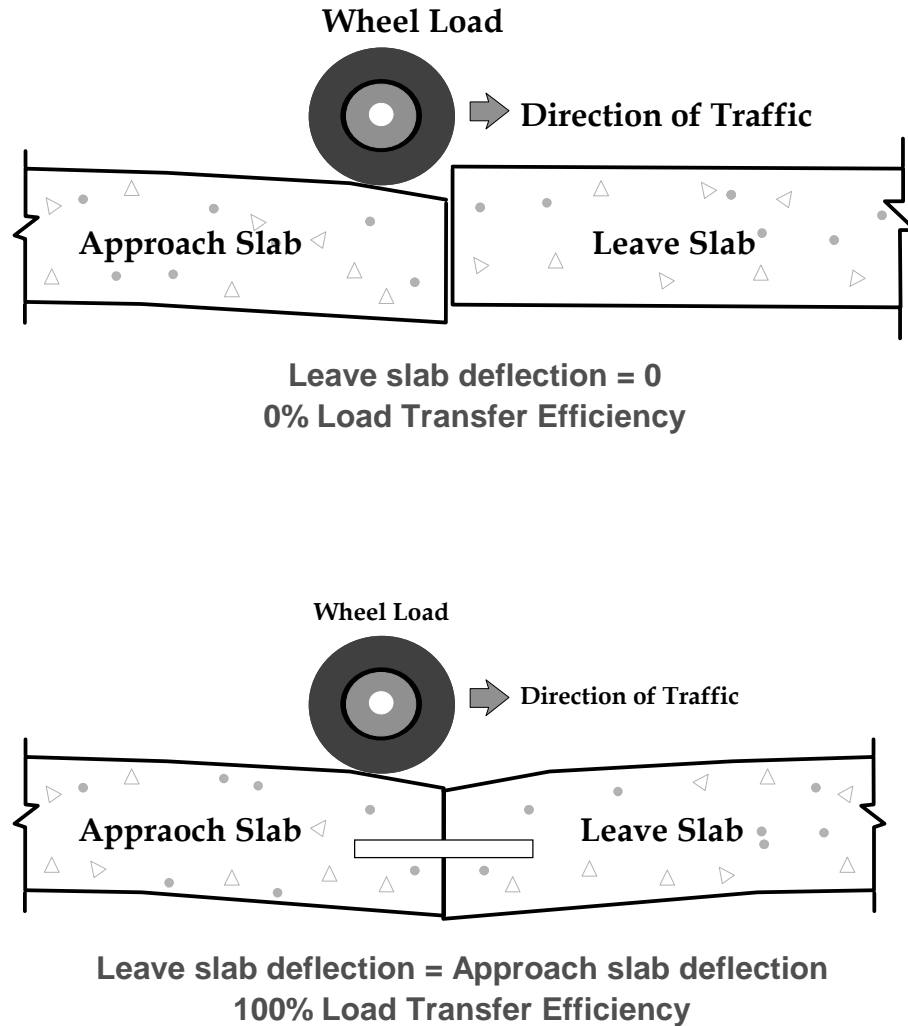 Wheel Load
Direction of Traffic
Approach Slab
Leave Slab
Leave slab deflection = 0
0% Load Transfer Efficiency
Wheel Load
Direction of Traffic
Appraoch Slab
Leave Slab
Leave slab deflection = Approach slab deflection
100% Load Transfer Efficiency